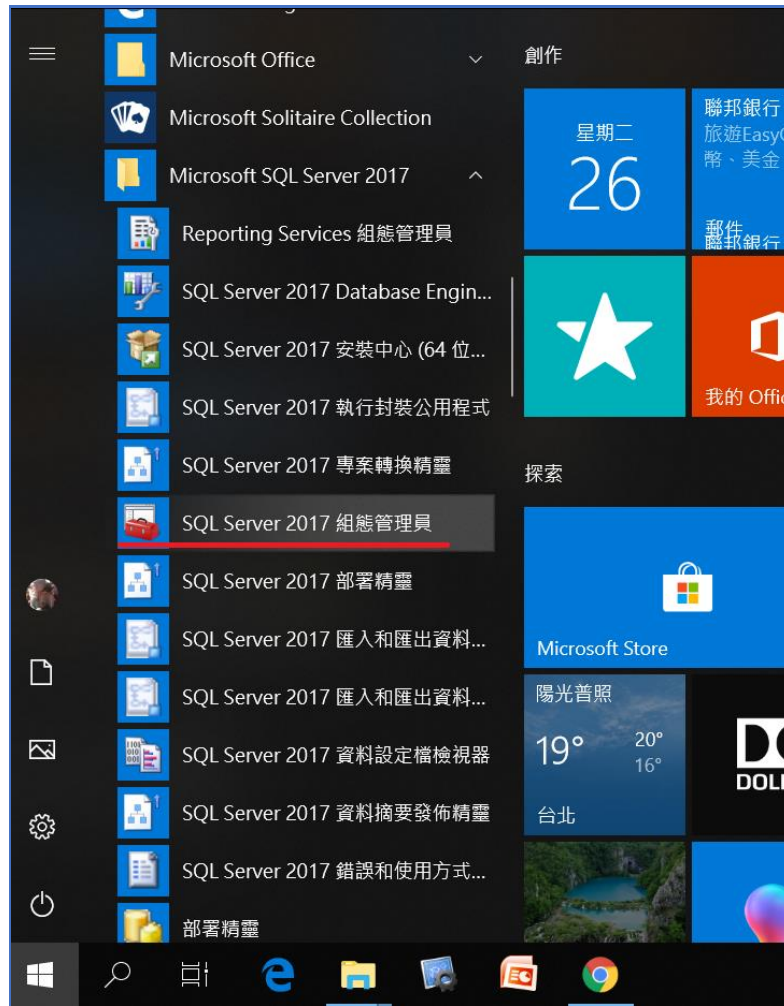 Microsoft Office
Microsoft Solitaire Collection
Microsoft SQL Server 2017
Reporting Services 組態管理員
SQL Server 2017 Database Engin...
SQL Server 2017 安裝中心 (64 位...
SQL Server 2017 執行封裝公用程式
SQL Server 2017 專案轉換精靈
SQL Server 2017 組態管理員
SQL Server 2017 部署精靈
SQL Server 2017 匯入和匯出資料...
SQL Server 2017 匯入和匯出資料...
SQL Server 2017 資料設定檔檢視器
SQL Server 2017 資料摘要發佈精靈
SQL Server 2017 錯誤和使用方式...
部署精靈
創作
星期二
26
聯邦銀行
旅遊Easy
幣、美金
郵件
聯邦銀行
我的 Offi
探索
Microsoft Store
陽光普照
19°
20°
16°
台北